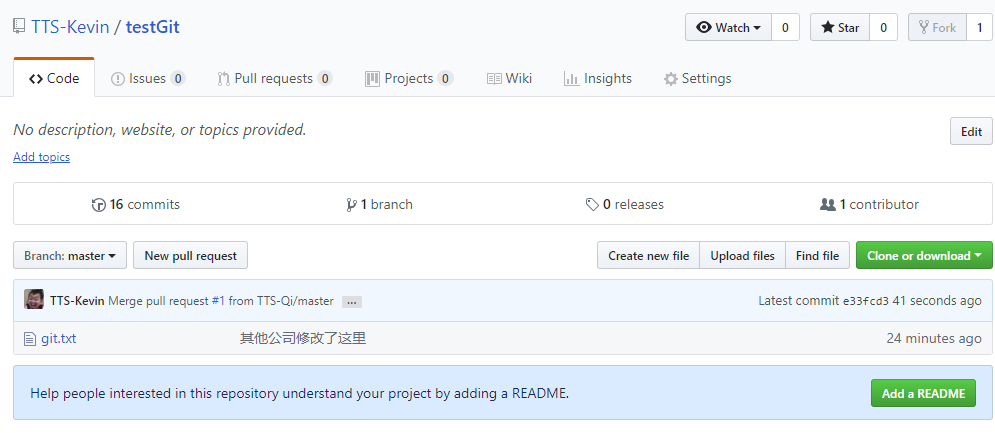 TTS-Kevin / testGit Watch 0 Star 0 Fork 1
Code Issues 0 Pull requests 0 Projects 0 Wiki Insights Settings
No description, website, or topics provided. Edit
Add topics
16 commits 1 branch 0 releases 1 contributor
Branch: master New pull request Create new file Upload files Find file Clone or download
TTS-Kevin Merge pull request #1 from TTS-Qi/master ... Latest commit e33fcd3 41 seconds ago
git.txt 其他公司修改了这里 24 minutes ago
Help people interested in this repository understand your project by adding a README. Add a README